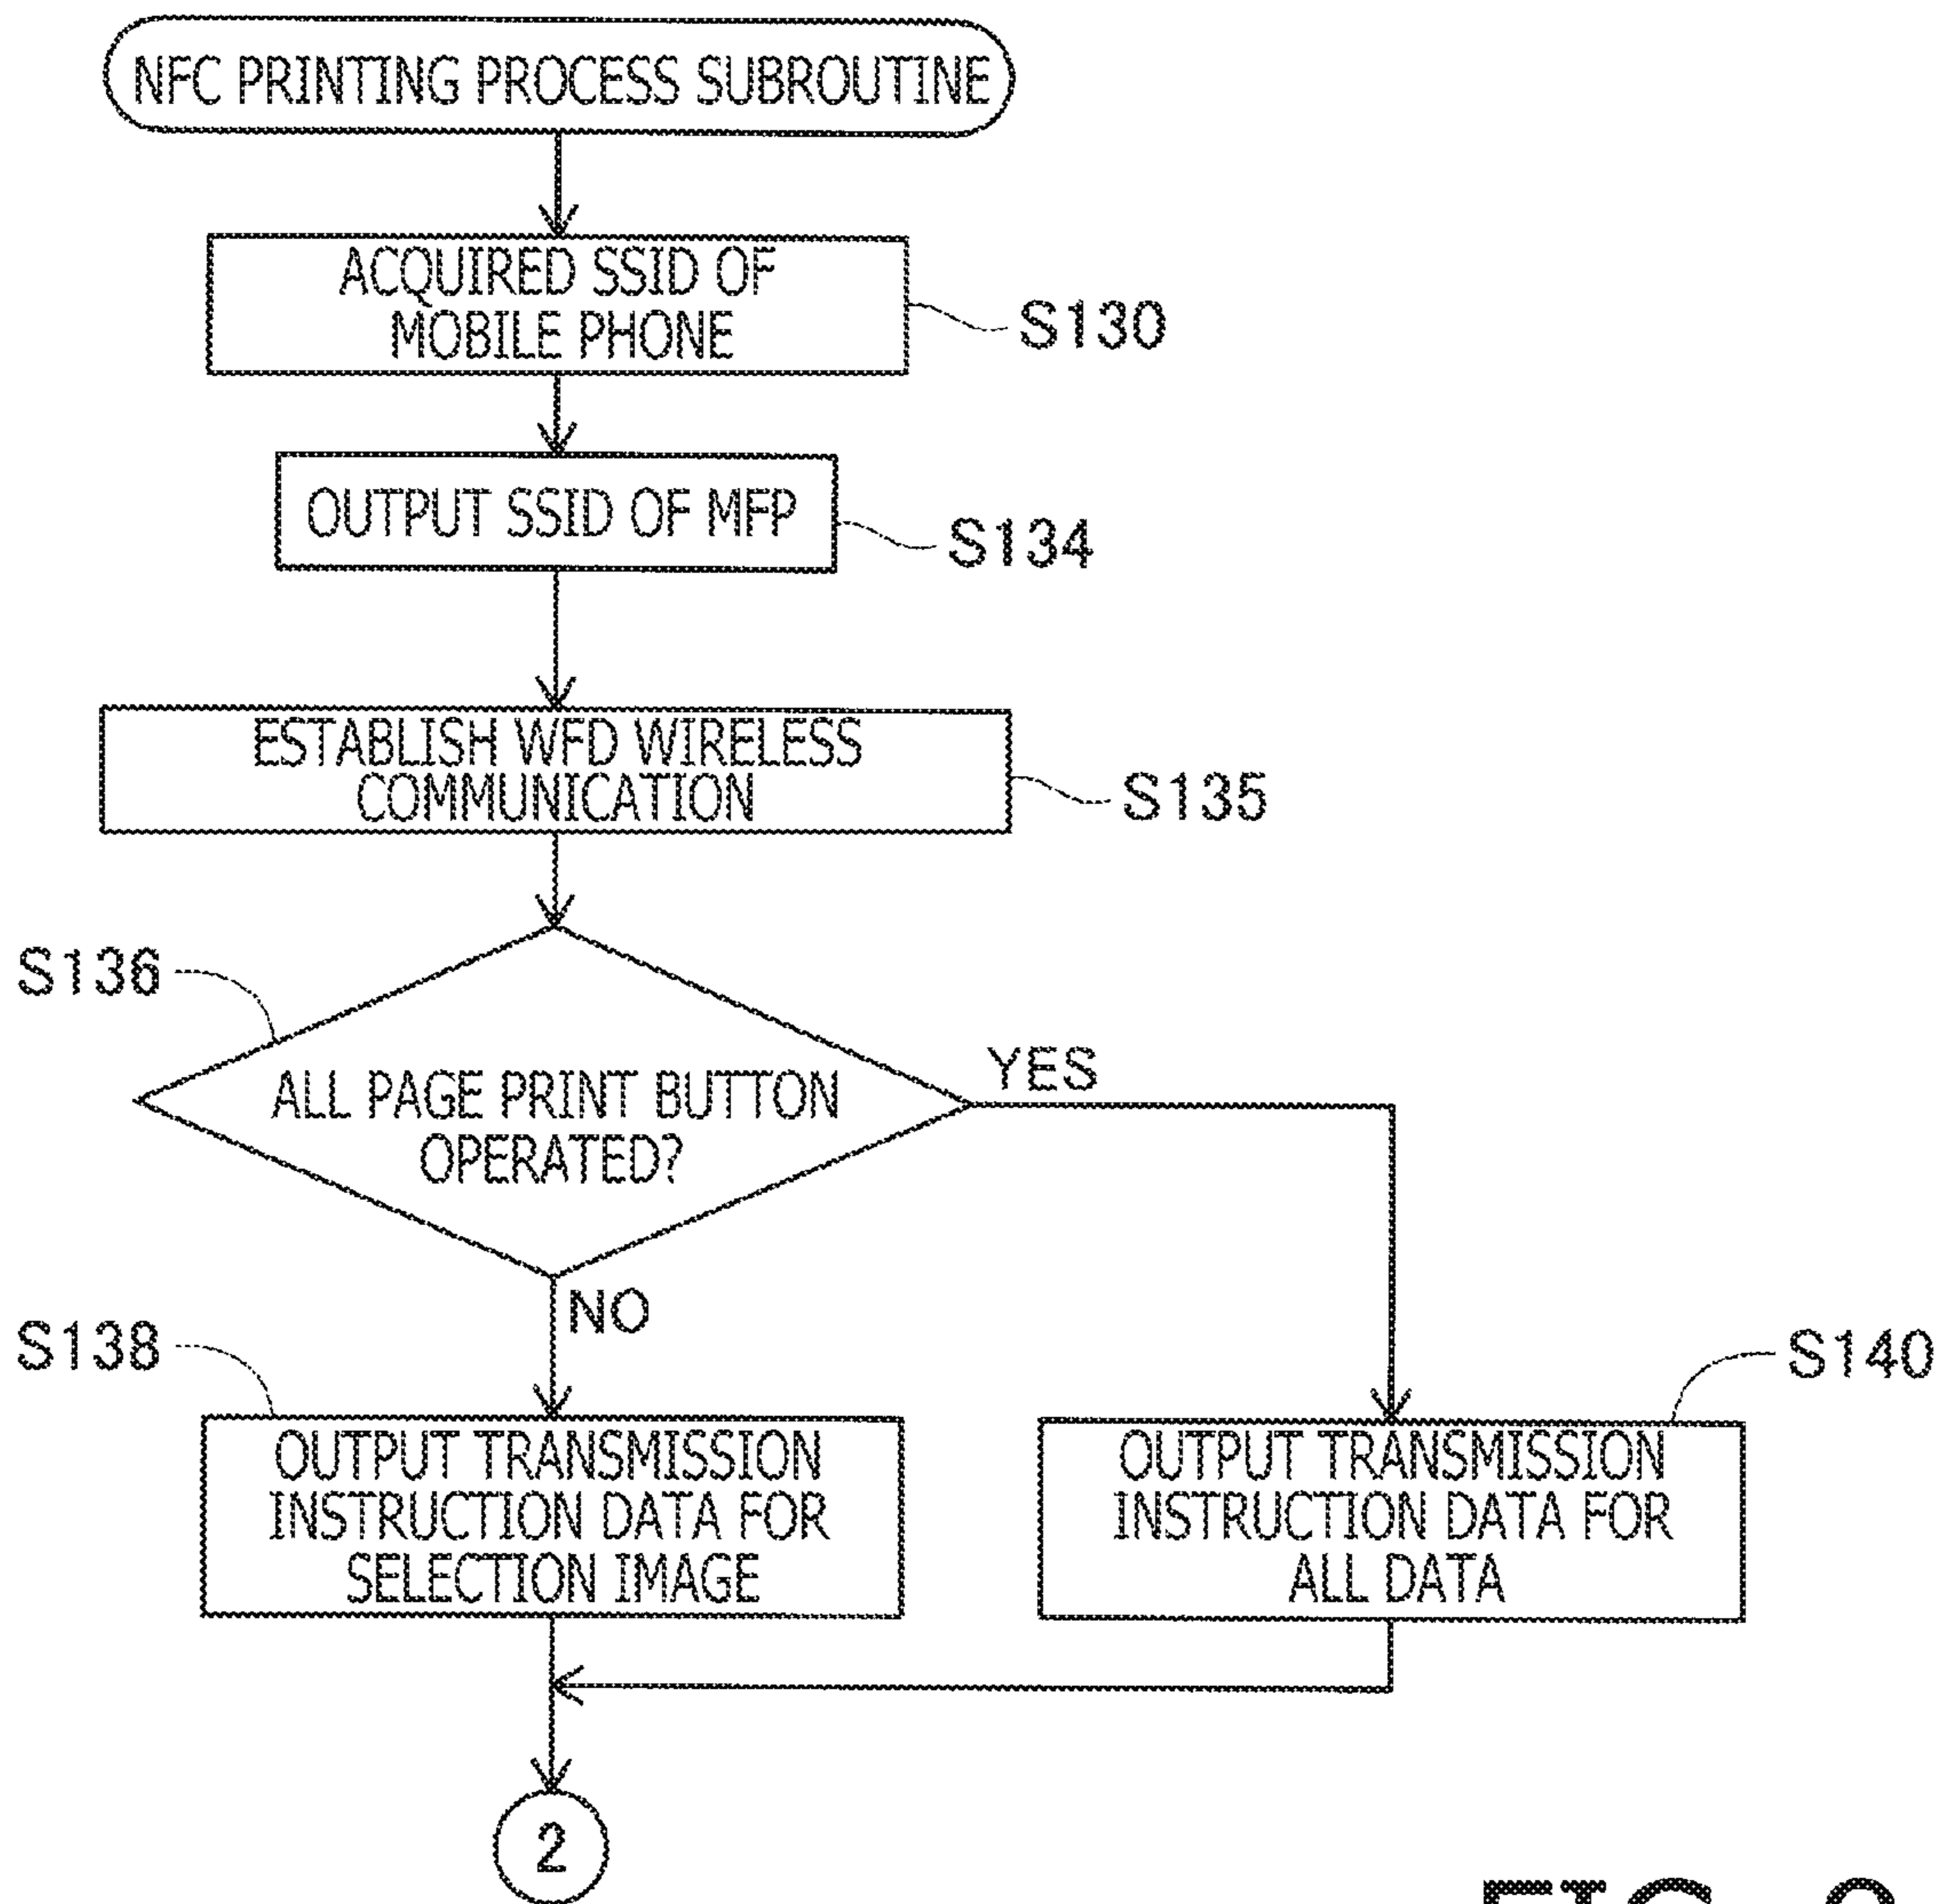 NFC PRINTING PROCESS SUBROUTINE
ACQUIRED SSID OF
MOBILE PHONE
S130
OUTPUT SSID OF MFP
S134
ESTABLISH WFD WIRELESS
COMMUNICATION
S135
S136
ALL PAGE PRINT BUTTON
OPERATED?
YES
NO
S138
OUTPUT TRANSMISSION
INSTRUCTION DATA FOR
SELECTION IMAGE
S140
OUTPUT TRANSMISSION
INSTRUCTION DATA FOR
ALL DATA
2
FIG.